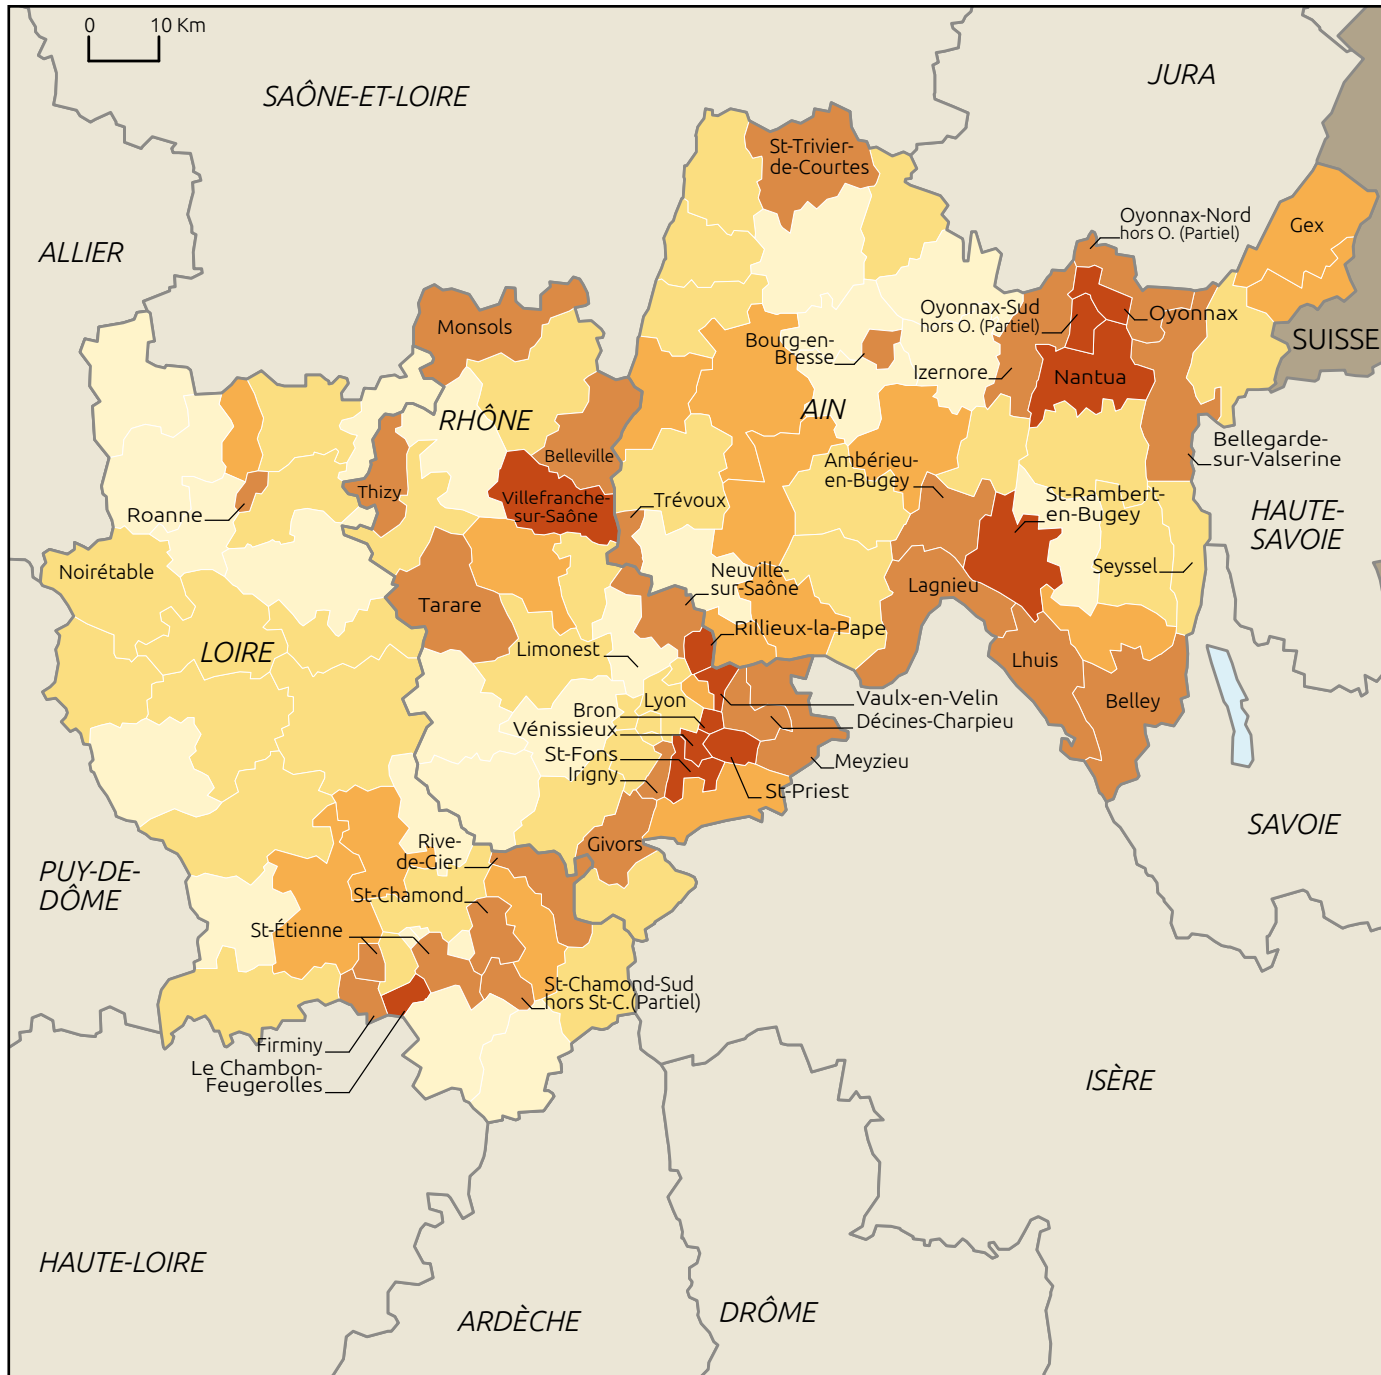 0 10 Km
JURA
SAÔNE-ET-LOIRE
St-Trivier-
de-Courtes
Oyonnax-Nord
hors O. (Partiel)
Gex
ALLIER
Oyonnax-Sud
hors O. (Partiel)
Oyonnax
Monsols
Bourg-en-
Bresse
SUISSE
Izernore
Nantua
RHÔNE
AIN
Belleville
Bellegarde-
sur-Valserine
Ambérieu-
en-Bugey
Thizy
Villefranche-
sur-Saône
Trévoux
St-Rambert-
en-Bugey
Roanne
HAUTE-
SAVOIE
Noirétable
Neuville-
sur-Saône
Seyssel
Lagnieu
Tarare
Rillieux-la-Pape
LOIRE
Limonest
Lhuis
Lyon
Vaulx-en-Velin
Belley
Bron
Décines-Charpieu
Vénissieux
St-Fons
Meyzieu
Irigny
St-Priest
SAVOIE
Givors
Rive-
de-Gier
PUY-DE-
DÔME
St-Chamond
St-Étienne
St-Chamond-Sud
hors St-C.(Partiel)
Firminy
Le Chambon-
Feugerolles
ISÈRE
HAUTE-LOIRE
ARDÈCHE
DRÔME